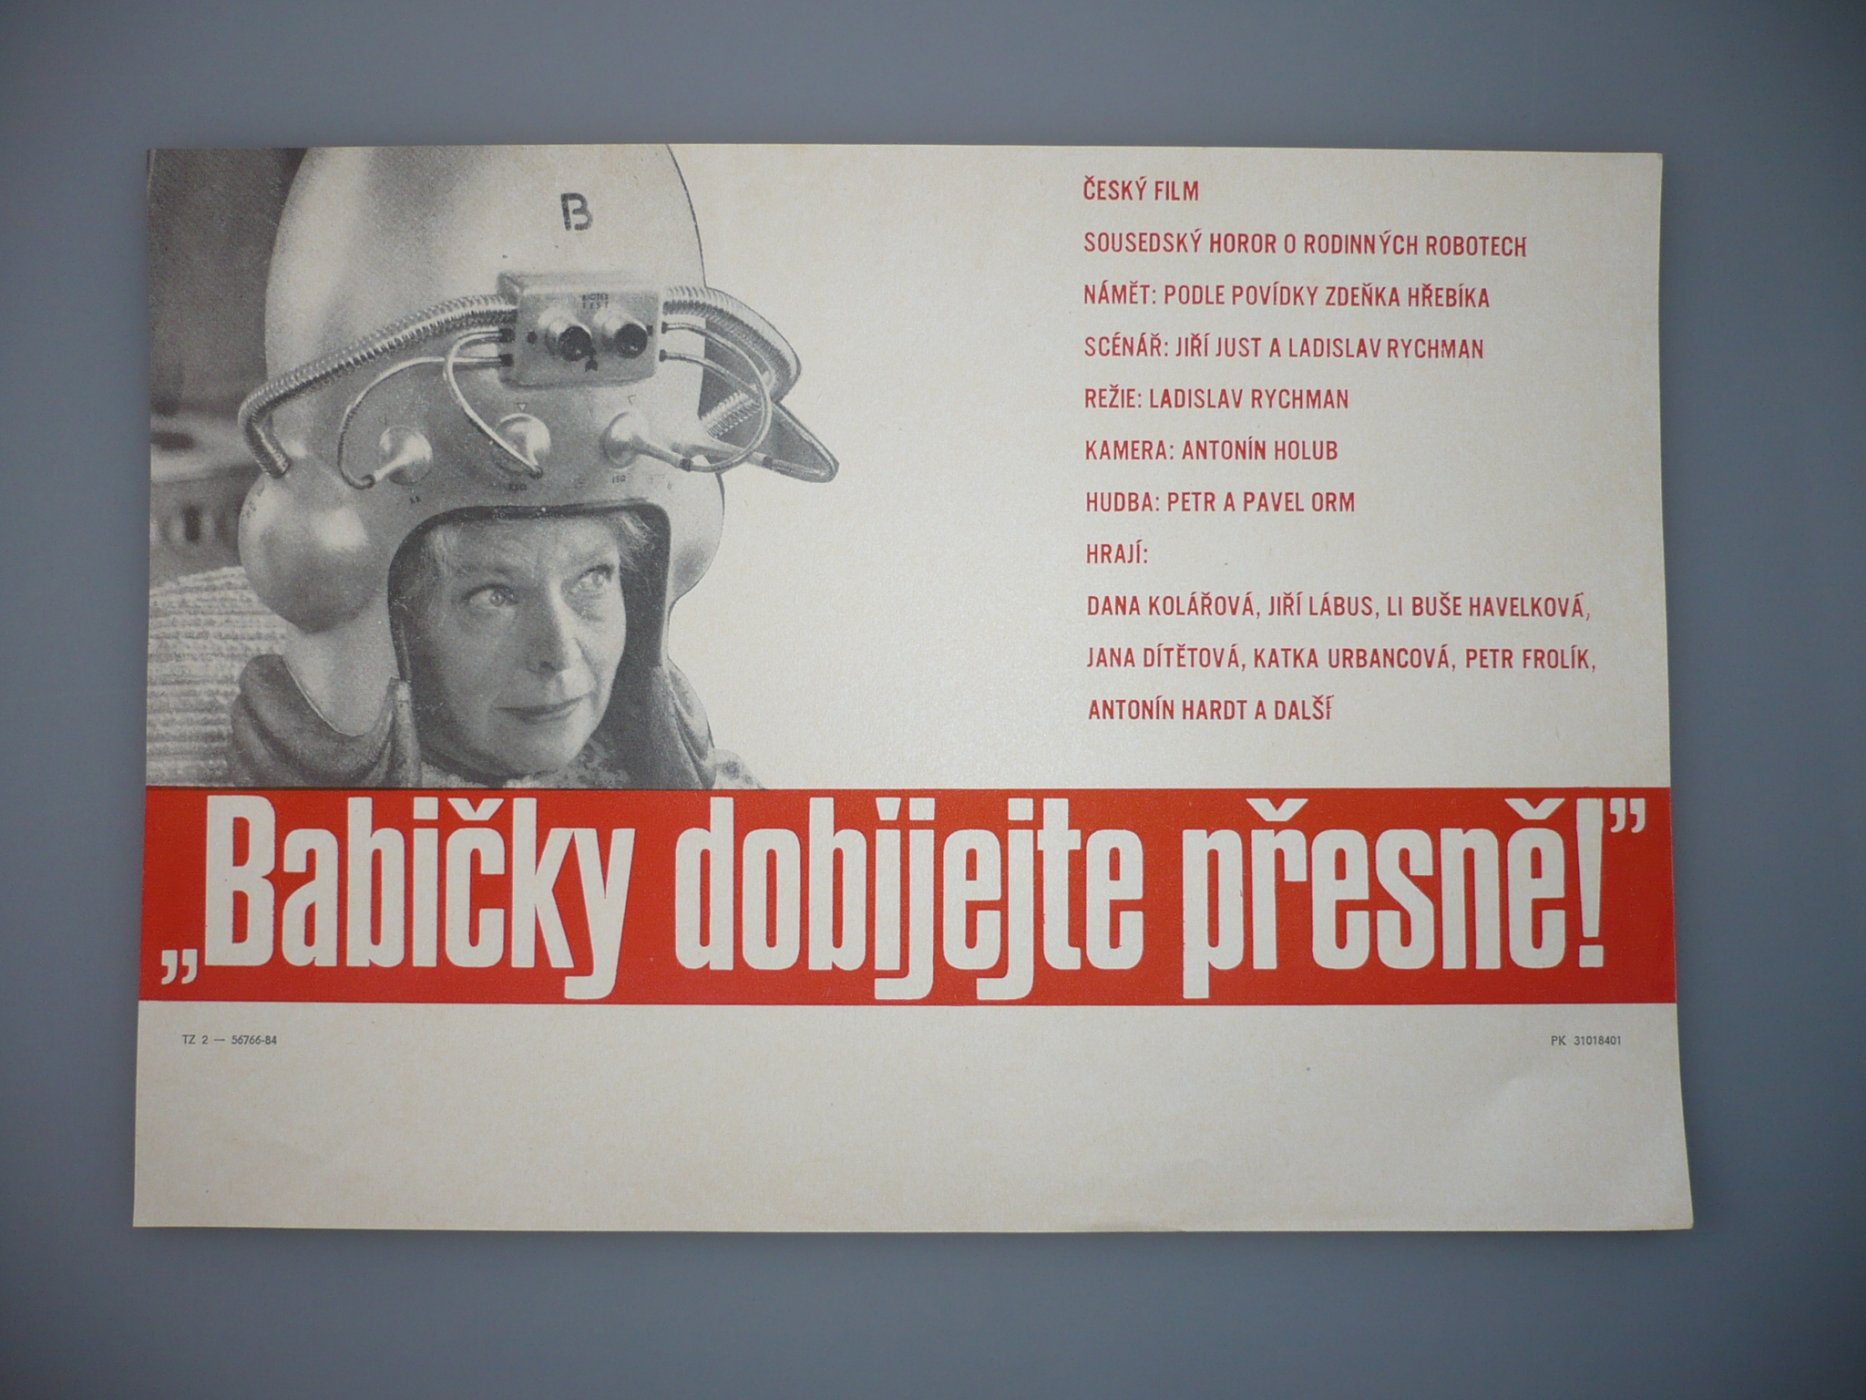 B
TEST
150
ČESKÝ FILM
SOUSEDSKÝ HOROR O RODINNÝCH ROBOTECH
NÁMĚT: PODLE POVÍDKY ZDEŇKA HŘEBÍKA
SCÉNÁŘ: JIŘÍ JUST A LADISLAV RYCHMAN
REŽIE: LADISLAV RYCHMAN
KAMERA: ANTONÍN HOLUB
HUDBA: PETR A PAVEL ORM
HRAJÍ:
DANA KOLÁŘOVÁ, JIŘÍ LÁBUS, LI BUŠE HAVELKOVÁ,
JANA DÍTĚTOVÁ, KATKA URBANCOVÁ, PETR FROLÍK,
ANTONÍN HARDT A DALŠÍ
„Babičky dobíjejte přesně!”
TZ 2 — 56766-84
PK 31018401